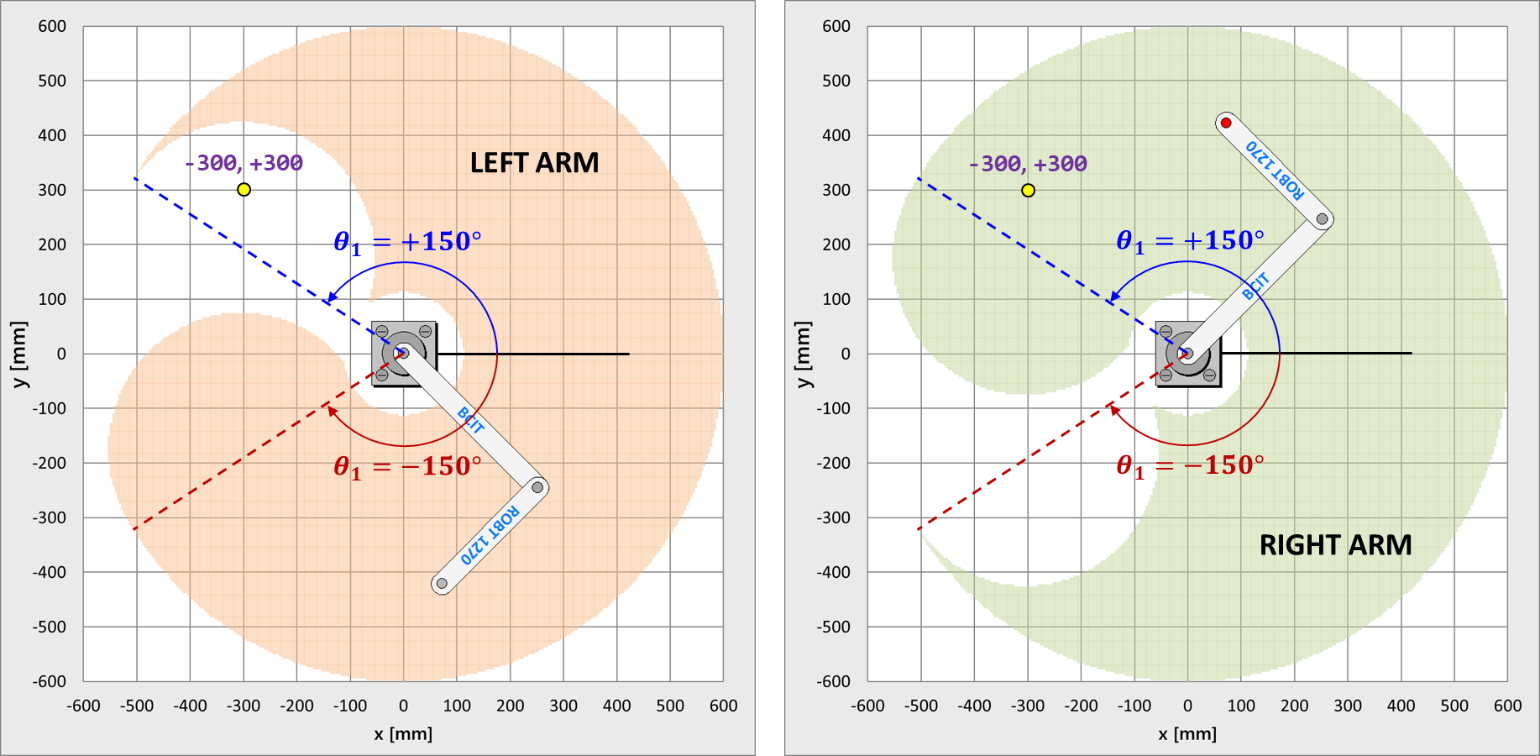 600
500
400
300
200
100
0
-100
-200
-300
-400
-500
-600
y [mm]
-600 -500 -400 -300 -200 -100 0 100 200 300 400 500 600
x [mm]
LEFT ARM
-300, +300
θ₁ = +150°
θ₁ = −150°
BCIT
ROBT 1270
600
500
400
300
200
100
0
-100
-200
-300
-400
-500
-600
y [mm]
-600 -500 -400 -300 -200 -100 0 100 200 300 400 500 600
x [mm]
-300, +300
ROBT 1270
θ₁ = +150°
BCIT
θ₁ = −150°
RIGHT ARM